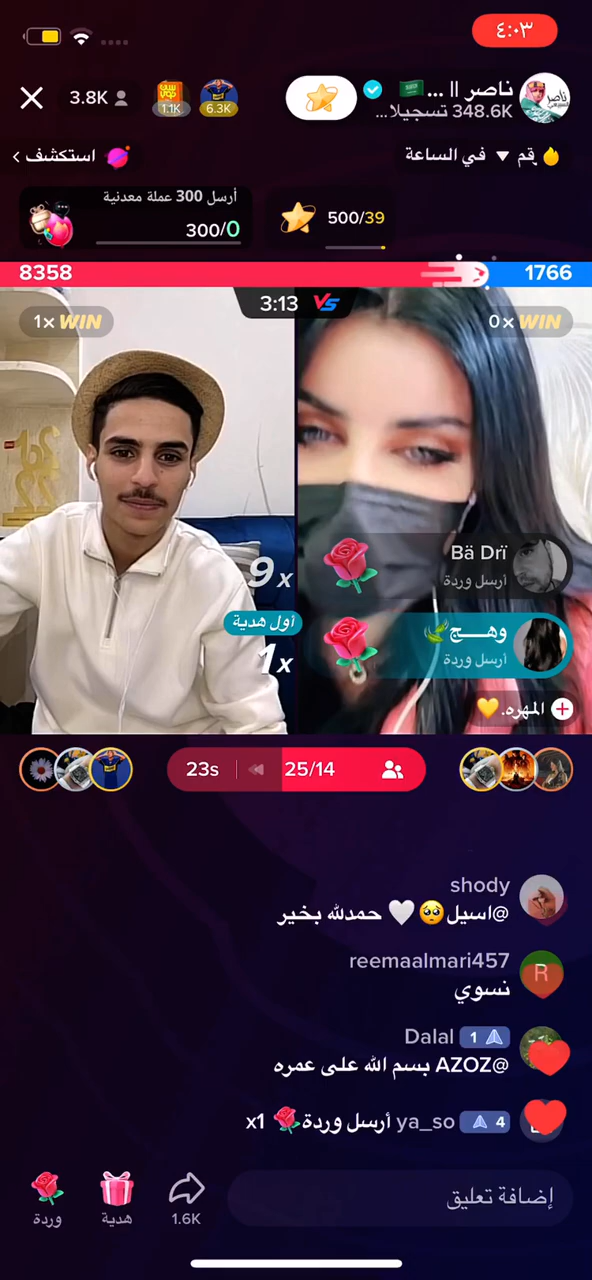 ٤:٠٣
ناصر || ...🇸🇦
348.6K تسجيلا...
3.8K
1.1K
6.3K
رقم ▼ في الساعة
استكشف
500/39
أرسل 300 عملة معدنية
300/0
8358
1766
1x WIN
3:13 VS
0x WIN
Bä Drï
أرسل وردة
9x
أول هدية
وهـــج🌿
أرسل وردة
1x
المهره.💛
23s
25/14
shody
@اسيل🥺🤍 حمدلله بخير
reemaalmari457
R
نسوي
Dalal 1
@AZOZ بسم الله على عمره
ya_so 4 أرسل وردة🌹 x1
إضافة تعليق
1.6K
هدية
وردة